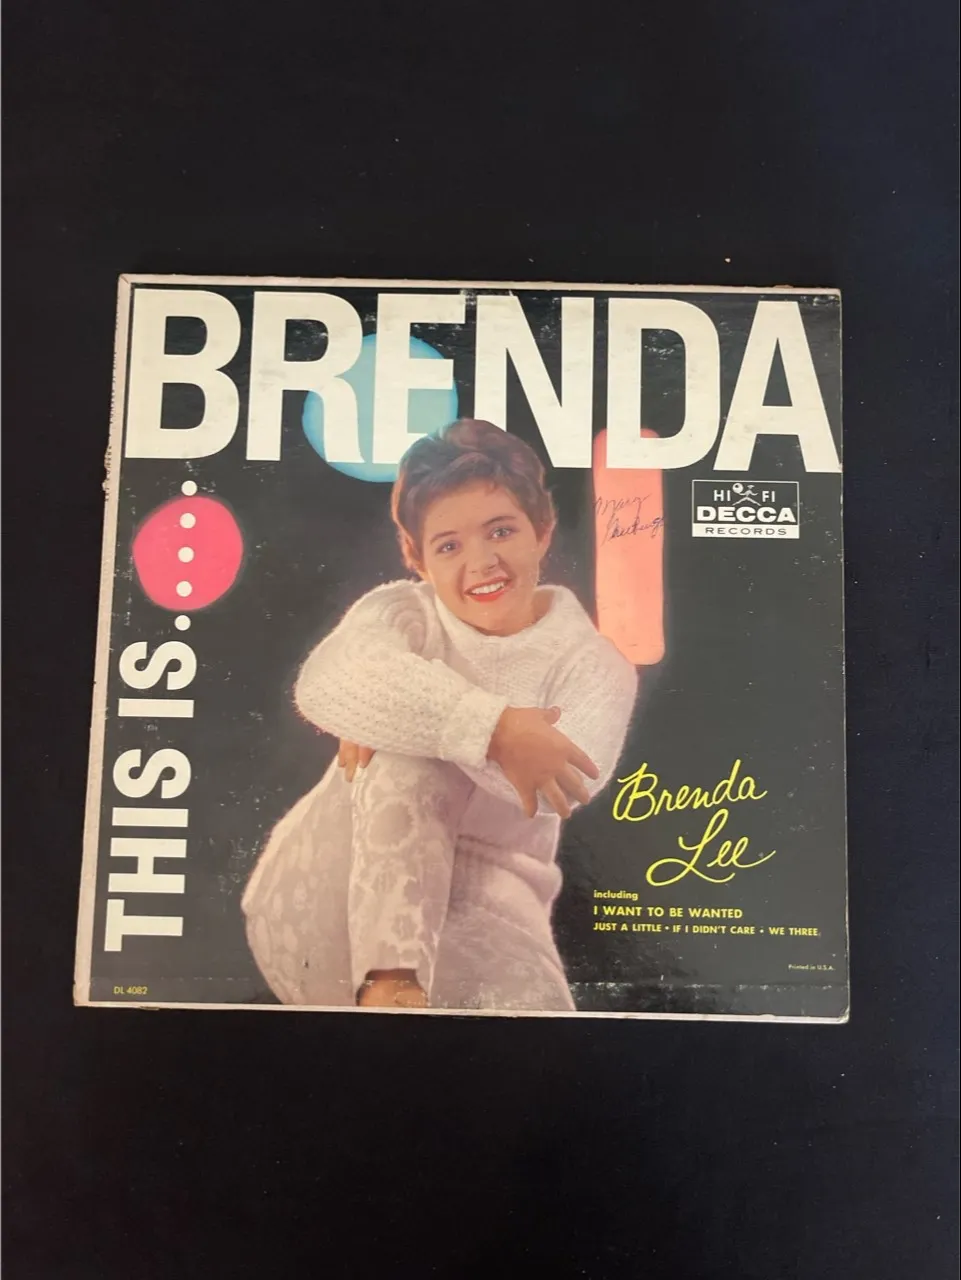 BRENDA
THIS IS.....
HI FI
DECCA
RECORDS
Mary
Brenda
Lee
including
I WANT TO BE WANTED
JUST A LITTLE • IF I DIDN'T CARE • WE THREE
Printed in U.S.A.
DL 4082